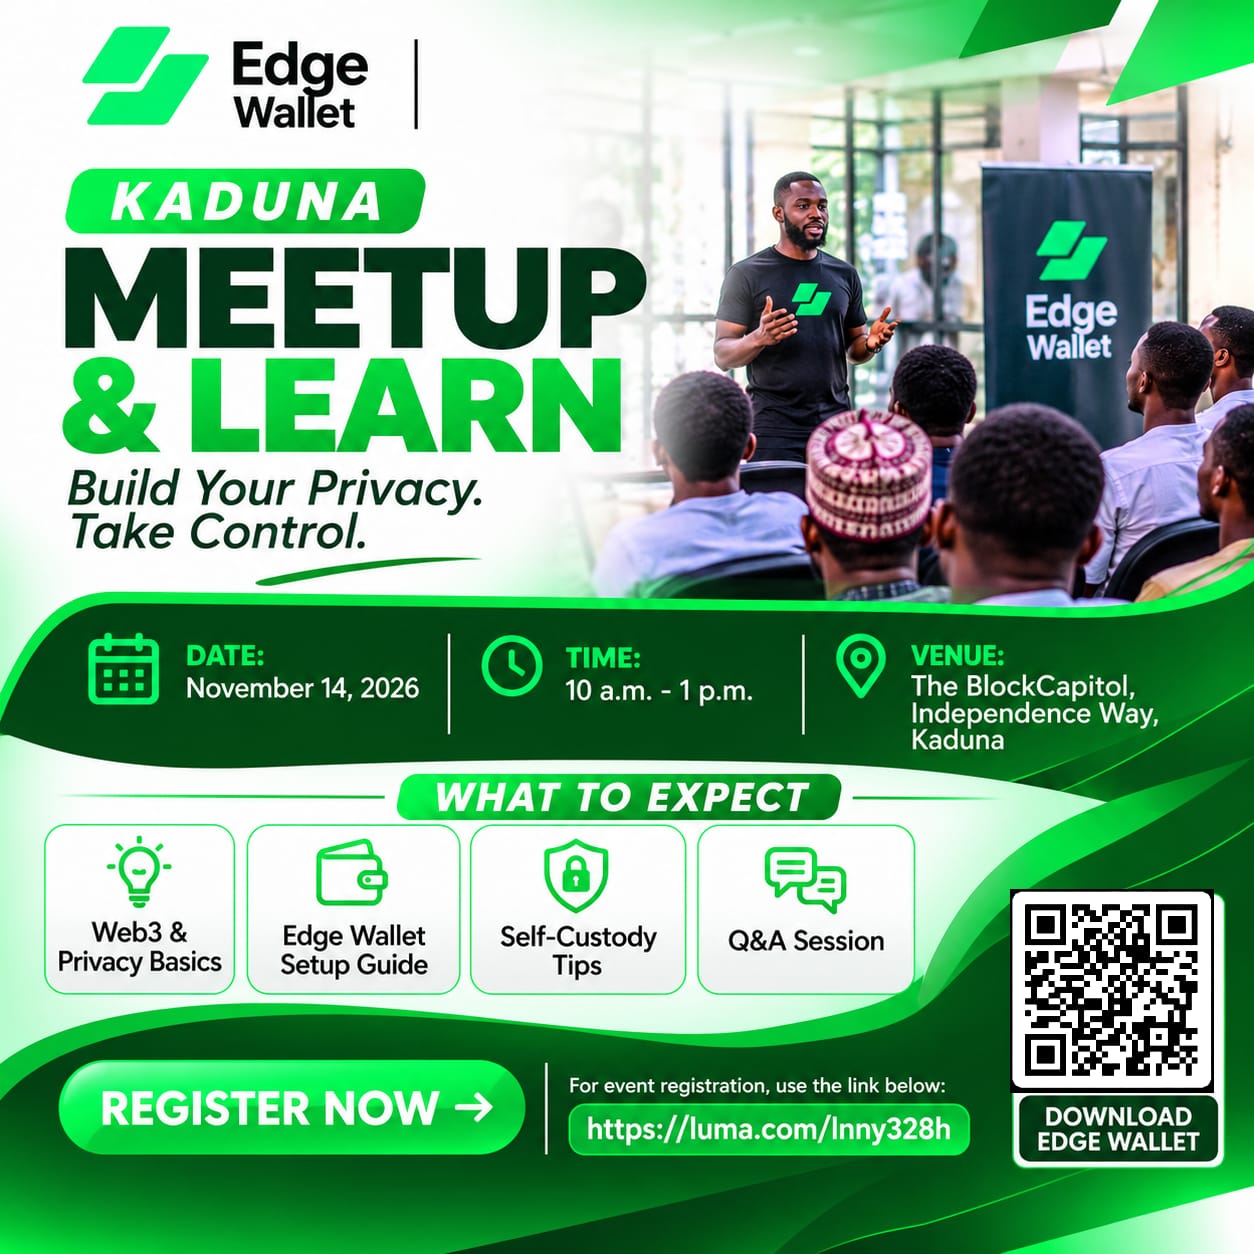 Edge
Wallet
KADUNA
MEETUP
& LEARN
Build Your Privacy.
Take Control.
Edge
Wallet
DATE:
November 14, 2026
TIME:
10 a.m. - 1 p.m.
VENUE:
The BlockCapitol,
Independence Way,
Kaduna
WHAT TO EXPECT
Web3 &
Privacy Basics
Edge Wallet
Setup Guide
Self-Custody
Tips
Q&A Session
REGISTER NOW →
For event registration, use the link below:
https://luma.com/lnny328h
DOWNLOAD
EDGE WALLET